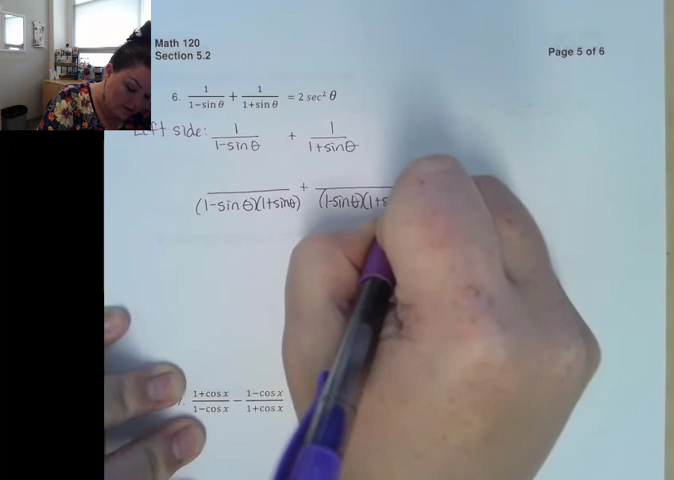 Math 120
Section 5.2
Page 5 of 6
6. 1/(1−sin θ) + 1/(1+sin θ) = 2 sec² θ
Left side: 1/(1-sinθ) + 1/(1+sinθ)
/((1-sinθ)(1+sinθ)) + /((1-sinθ)(1+s
(1+cos x)/(1−cos x) − (1−cos x)/(1+cos x)